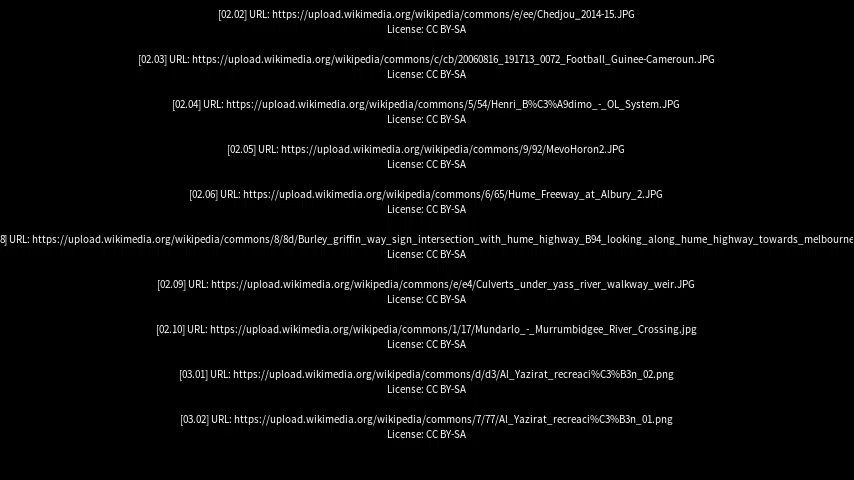 [02.02] URL: https://upload.wikimedia.org/wikipedia/commons/e/ee/Chedjou_2014-15.JPG
License: CC BY-SA
[02.03] URL: https://upload.wikimedia.org/wikipedia/commons/c/cb/20060816_191713_0072_Football_Guinee-Cameroun.JPG
License: CC BY-SA
[02.04] URL: https://upload.wikimedia.org/wikipedia/commons/5/54/Henri_B%C3%A9dimo_-_OL_System.JPG
License: CC BY-SA
[02.05] URL: https://upload.wikimedia.org/wikipedia/commons/9/92/MevoHoron2.JPG
License: CC BY-SA
[02.06] URL: https://upload.wikimedia.org/wikipedia/commons/6/65/Hume_Freeway_at_Albury_2.JPG
License: CC BY-SA
8] URL: https://upload.wikimedia.org/wikipedia/commons/8/8d/Burley_griffin_way_sign_intersection_with_hume_highway_B94_looking_along_hume_highway_towards_melbourne
License: CC BY-SA
[02.09] URL: https://upload.wikimedia.org/wikipedia/commons/e/e4/Culverts_under_yass_river_walkway_weir.JPG
License: CC BY-SA
[02.10] URL: https://upload.wikimedia.org/wikipedia/commons/1/17/Mundarlo_-_Murrumbidgee_River_Crossing.jpg
License: CC BY-SA
[03.01] URL: https://upload.wikimedia.org/wikipedia/commons/d/d3/Al_Yazirat_recreaci%C3%B3n_02.png
License: CC BY-SA
[03.02] URL: https://upload.wikimedia.org/wikipedia/commons/7/77/Al_Yazirat_recreaci%C3%B3n_01.png
License: CC BY-SA